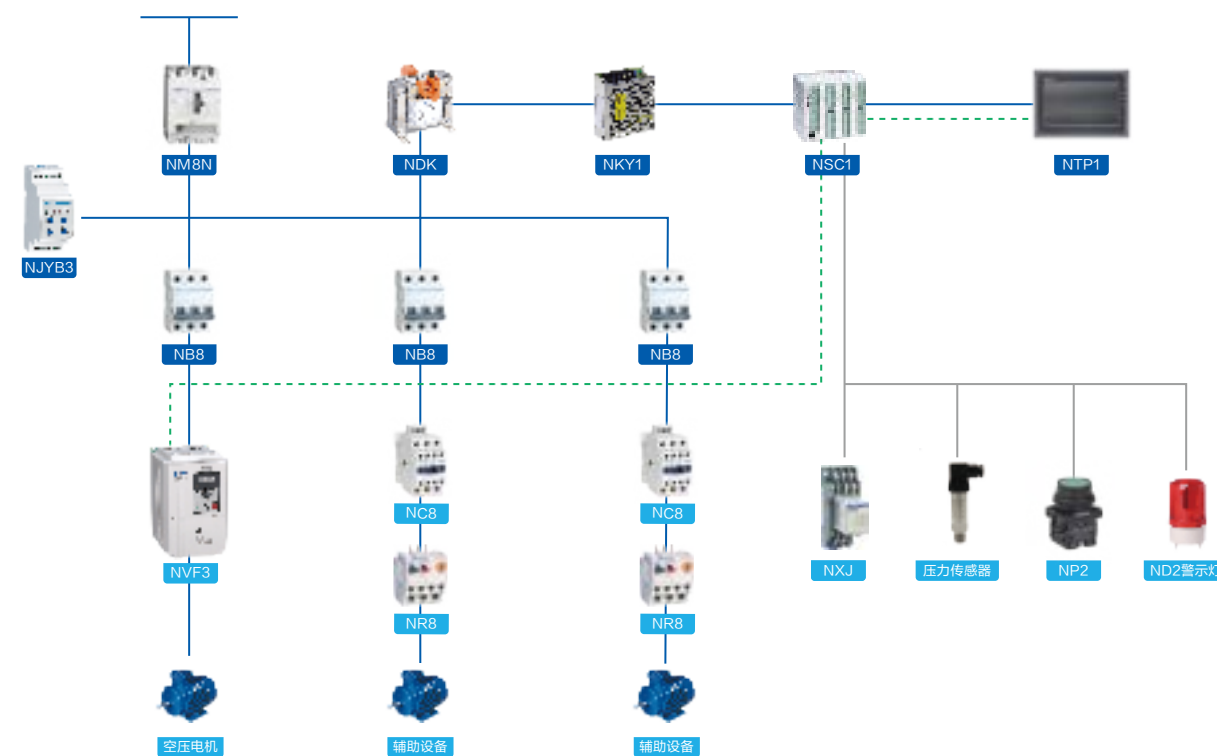 NM8N
NDK
NKY1
NSC1
NTP1
NJYB3
NB8
NB8
NB8
NC8
NC8
NVF3
NXJ
压力传感器
NP2
ND2警示灯
NR8
NR8
空压电机
辅助设备
辅助设备